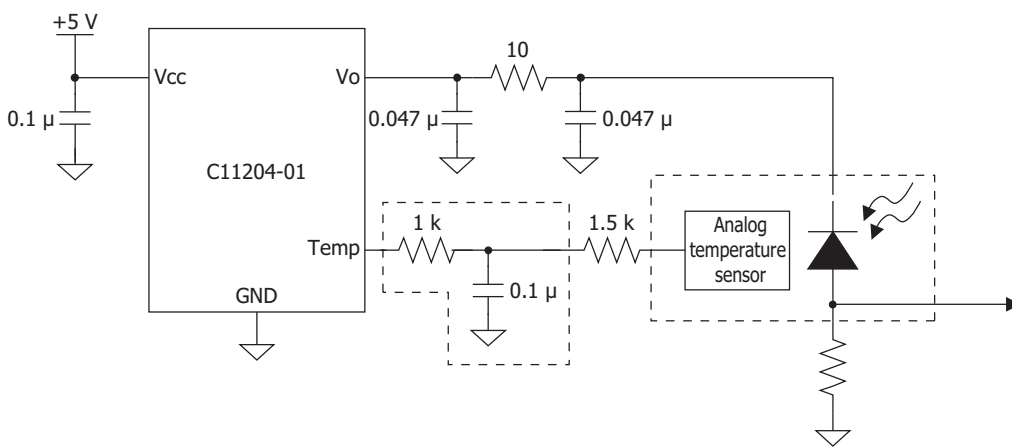 +5 V
10
Vcc
Vo
0.1 µ
0.047 µ
0.047 µ
C11204-01
1 k
1.5 k
Analog
temperature
sensor
Temp
0.1 µ
GND